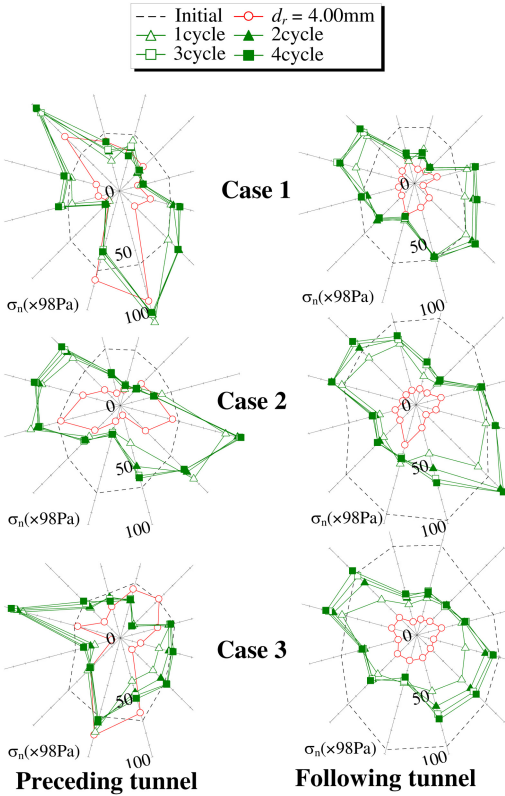 Initial
dr = 4.00mm
1cycle
2cycle
3cycle
4cycle
0
50
100
σn(×98Pa)
Case 1
0
50
100
σn(×98Pa)
0
50
100
σn(×98Pa)
Case 2
0
50
100
σn(×98Pa)
0
50
100
σn(×98Pa)
Case 3
0
50
100
σn(×98Pa)
Preceding tunnel
Following tunnel